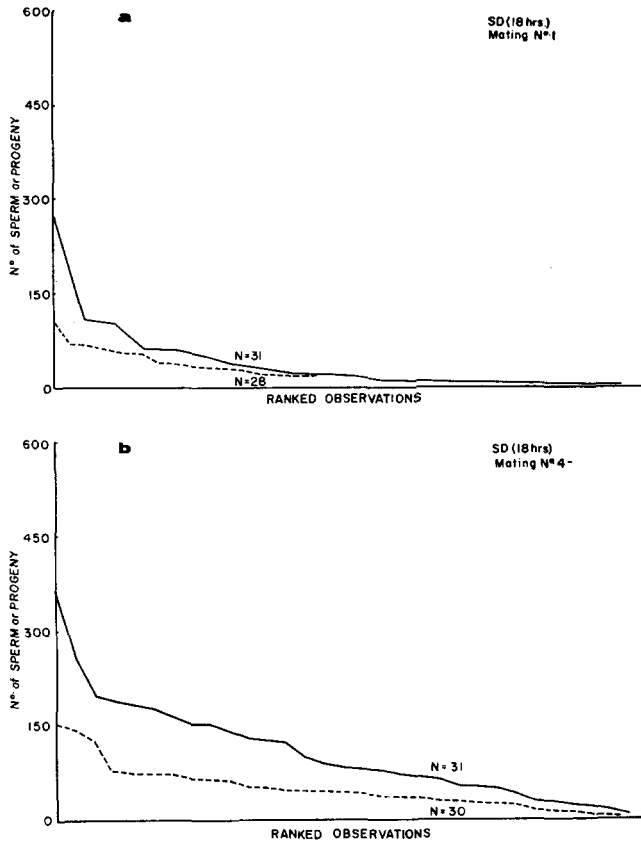 a
SD (18 hrs.)
Mating Nº 1
600
450
300
150
0
Nº of SPERM or PROGENY
N=31
N=28
RANKED OBSERVATIONS
b
SD (18hrs)
Mating Nº 4-
600
450
300
150
0
Nº of SPERM or PROGENY
N=31
N=30
RANKED OBSERVATIONS